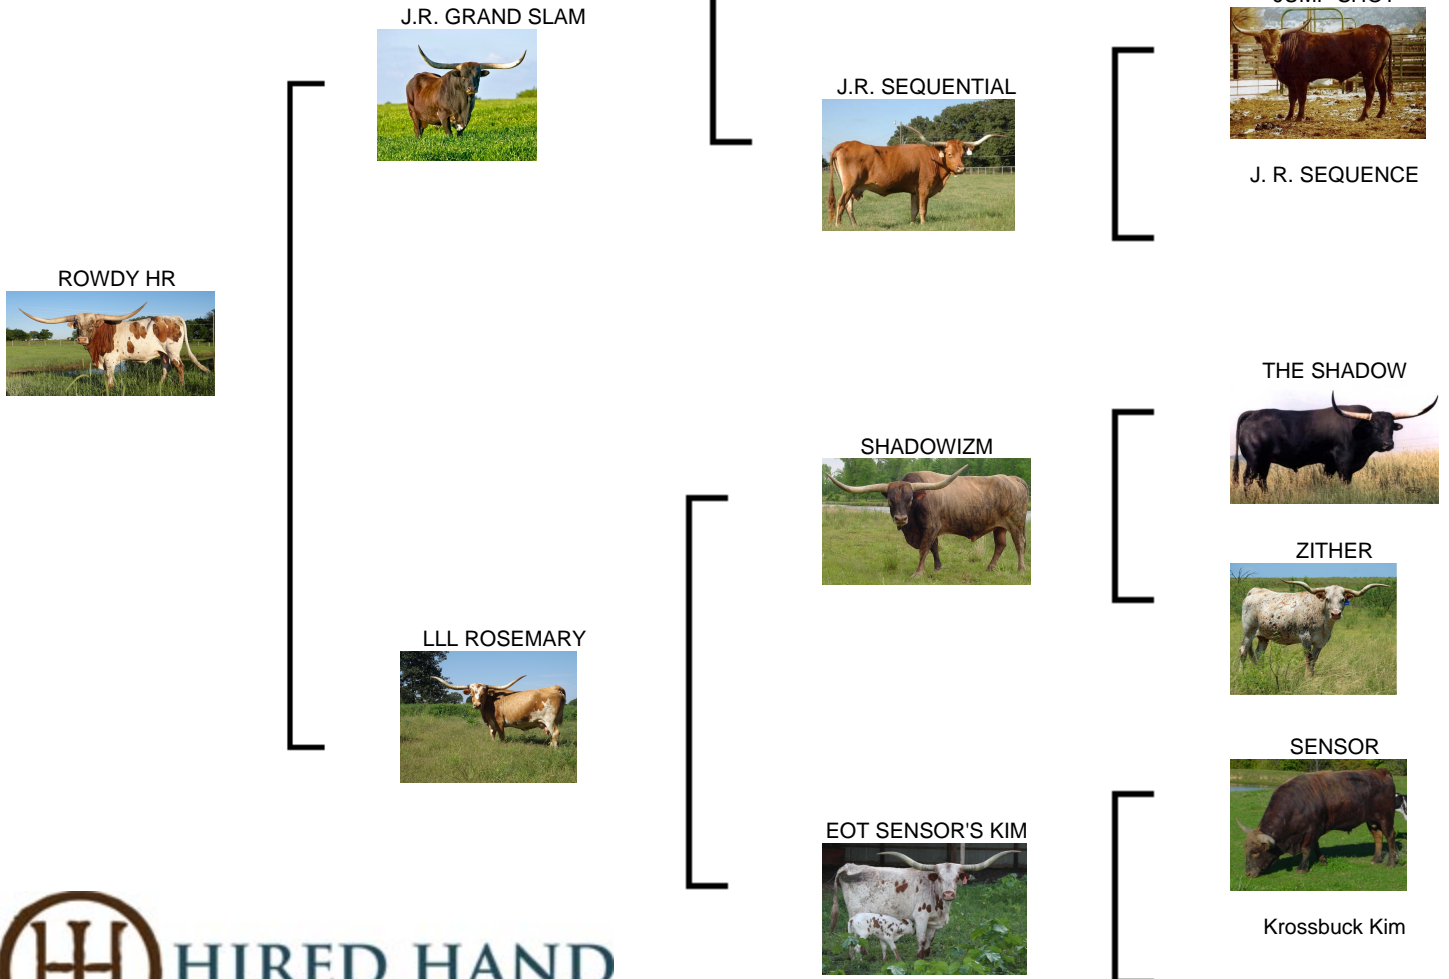 J.R. GRAND SLAM
J.R. SEQUENTIAL
J. R. SEQUENCE
ROWDY HR
THE SHADOW
SHADOWIZM
ZITHER
LLL ROSEMARY
SENSOR
EOT SENSOR'S KIM
Krossbuck Kim
HIRED HAND